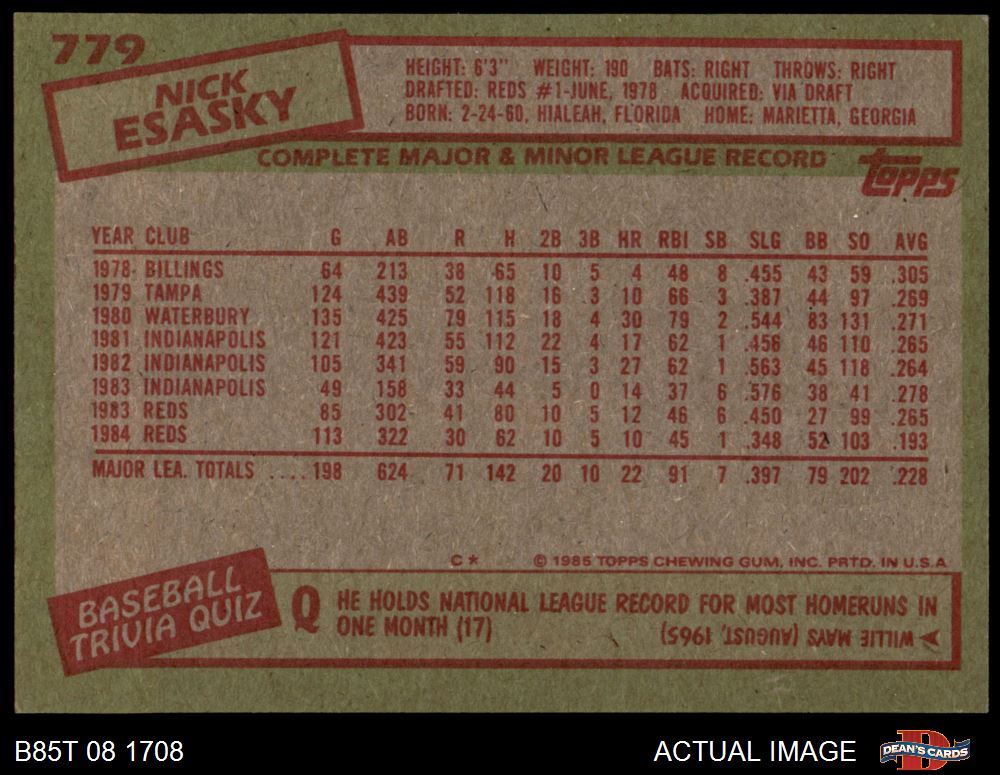 779
NICK
ESASKY
HEIGHT: 6'3" WEIGHT: 190 BATS: RIGHT THROWS: RIGHT
DRAFTED: REDS #1-JUNE, 1978 ACQUIRED: VIA DRAFT
BORN: 2-24-60, HIALEAH, FLORIDA HOME: MARIETTA, GEORGIA
COMPLETE MAJOR & MINOR LEAGUE RECORD
TOPPS
YEAR CLUB G AB R H 2B 3B HR RBI SB SLG BB SO AVG
1978 BILLINGS 64 213 38 65 10 5 4 48 8 .455 43 59 .305
1979 TAMPA 124 439 52 118 16 3 10 66 3 .387 44 97 .269
1980 WATERBURY 135 425 79 115 18 4 30 79 2 .544 83 131 .271
1981 INDIANAPOLIS 121 423 55 112 22 4 17 62 1 .456 46 110 .265
1982 INDIANAPOLIS 105 341 59 90 15 3 27 62 1 .563 45 118 .264
1983 INDIANAPOLIS 49 158 33 44 5 0 14 37 6 .576 38 41 .278
1983 REDS 85 302 41 80 10 5 12 46 6 .450 27 99 .265
1984 REDS 113 322 30 62 10 5 10 45 1 .348 52 103 .193
MAJOR LEA. TOTALS .... 198 624 71 142 20 10 22 91 7 .397 79 202 .228
C * © 1985 TOPPS CHEWING GUM, INC. PRTD. IN U.S.A
BASEBALL
TRIVIA QUIZ
Q HE HOLDS NATIONAL LEAGUE RECORD FOR MOST HOMERUNS IN
ONE MONTH (17)
WILLIE MAYS (AUGUST, 1965)
B85T 08 1708
ACTUAL IMAGE
DEAN'S CARDS